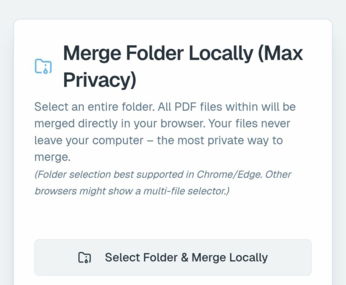 Merge Folder Locally (Max
Privacy)
Select an entire folder. All PDF files within will be
merged directly in your browser. Your files never
leave your computer – the most private way to
merge.
(Folder selection best supported in Chrome/Edge. Other
browsers might show a multi-file selector.)
Select Folder & Merge Locally